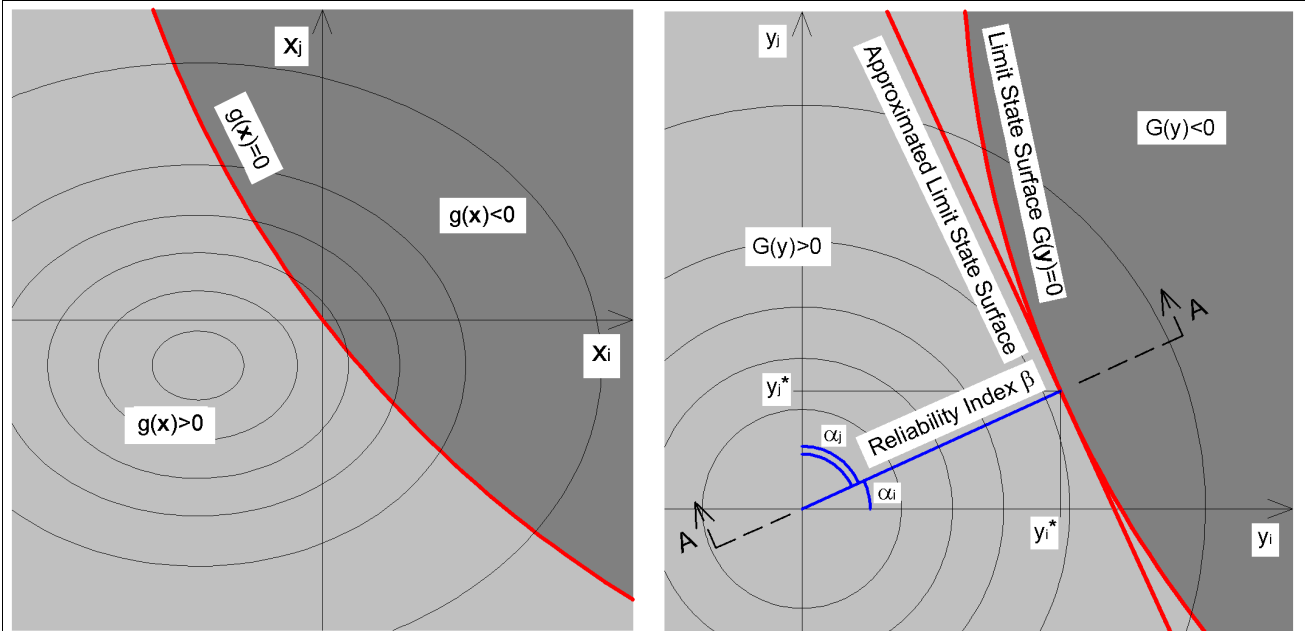 xj
g(x)=0
g(x)<0
xi
g(x)>0
yj
Approximated Limit State Surface
Limit State Surface G(y)=0
G(y)<0
G(y)>0
A
yj*
Reliability Index β
αj
αi
A
yi*
yi